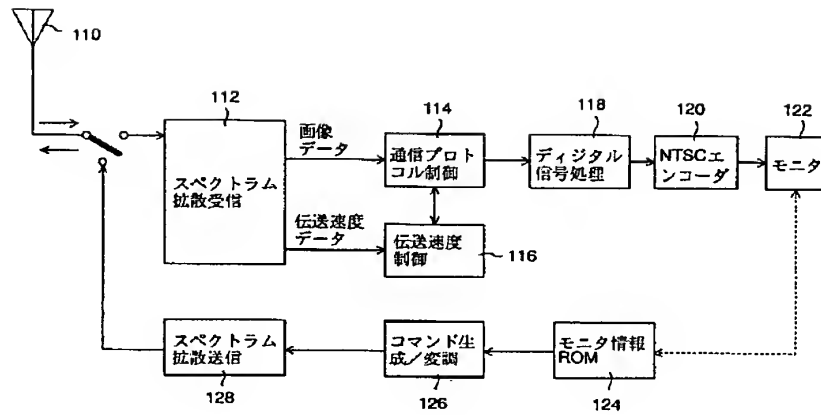 110
112
114
118
120
122
画像
データ
通信プロト
コル制御
ディジタル
信号処理
NTSCエ
ンコーダ
モニタ
スペクトラム
拡散受信
伝送速度
データ
伝送速度
制御
116
スペクトラム
拡散送信
コマンド生
成／変調
モニタ情報
ROM
128
126
124